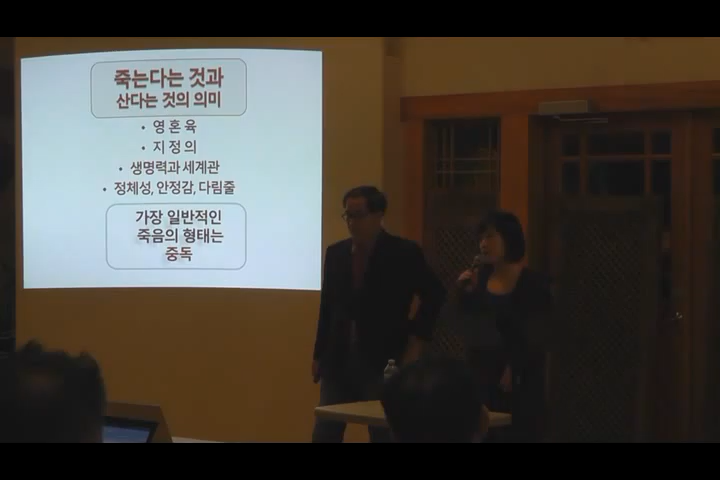 죽는다는 것과
산다는 것의 의미
• 영 혼 육
• 지 정 의
• 생명력과 세계관
• 정체성, 안정감, 다림줄
가장 일반적인
죽음의 형태는
중독